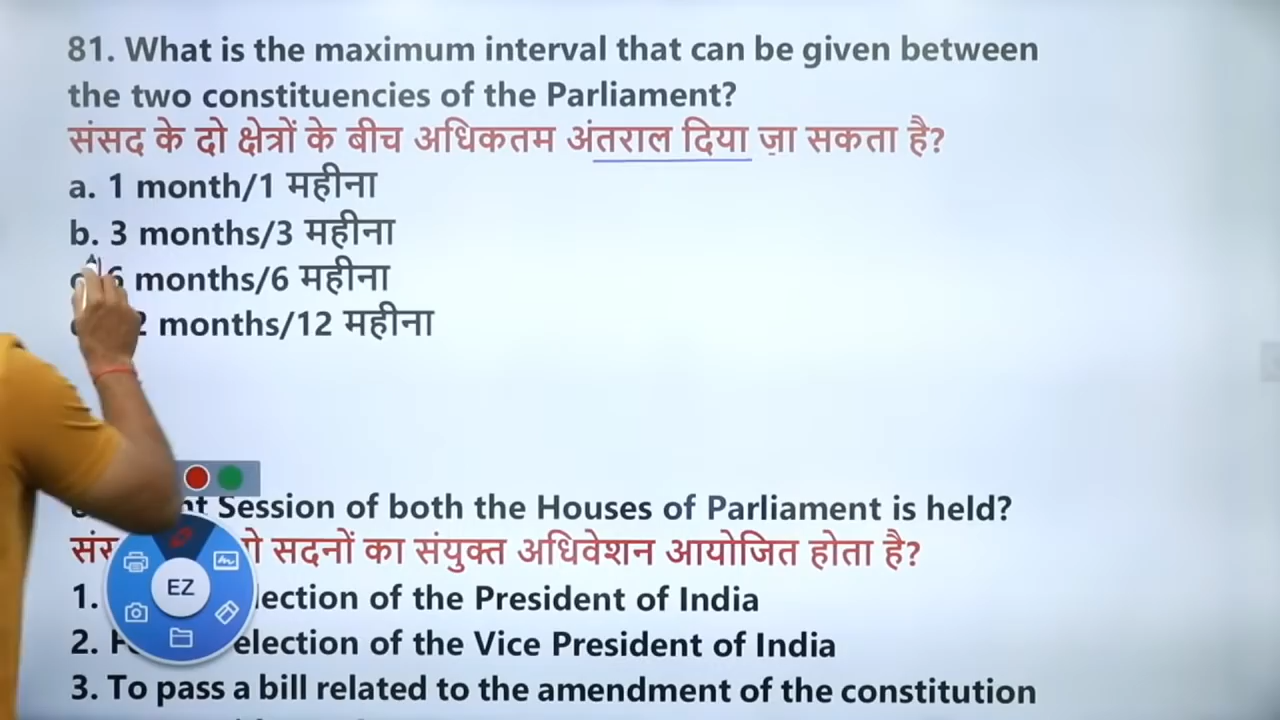 81. What is the maximum interval that can be given between
the two constituencies of the Parliament?
संसद के दो क्षेत्रों के बीच अधिकतम अंतराल दिया जा सकता है?
a. 1 month/1 महीना
b. 3 months/3 महीना
6 months/6 महीना
2 months/12 महीना
Session of both the Houses of Parliament is held?
सदनों का संयुक्त अधिवेशन आयोजित होता है?
EZ
1. lection of the President of India
2. election of the Vice President of India
3. To pass a bill related to the amendment of the constitution